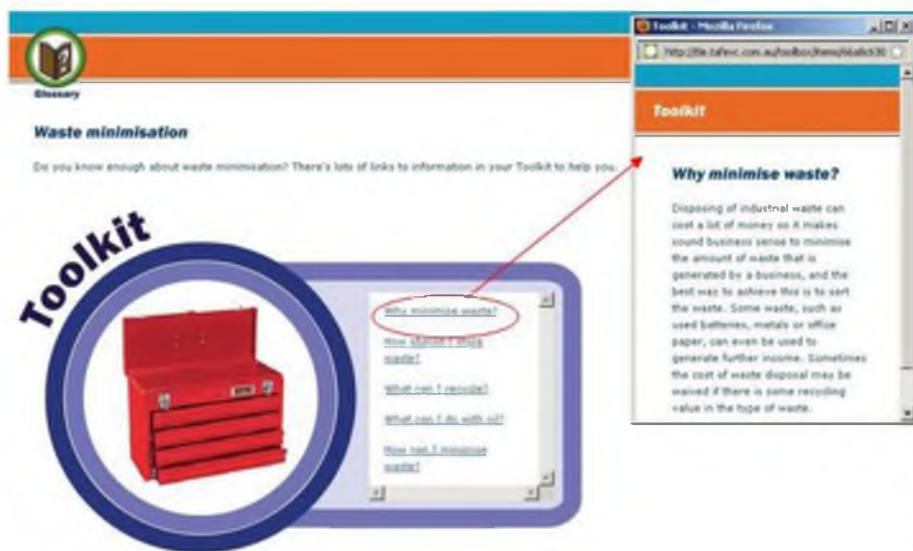 Glossary
Waste minimisation
Do you know enough about waste minimisation? There's lots of links to information in your Toolkit to help you.
Toolkit
Why minimise waste?
How should I store
waste?
What can I recycle?
What can I do with oil?
How can I minimise
waste?
Toolkit - Mozilla Firefox
Toolkit
Why minimise waste?
Disposing of industrial waste can
cost a lot of money so it makes
sound business sense to minimise
the amount of waste that is
generated by a business, and the
best way to achieve this is to sort
the waste. Some waste, such as
used batteries, metals or office
paper, can even be used to
generate further income. Sometimes
the cost of waste disposal may be
waived if there is some recycling
value in the type of waste.